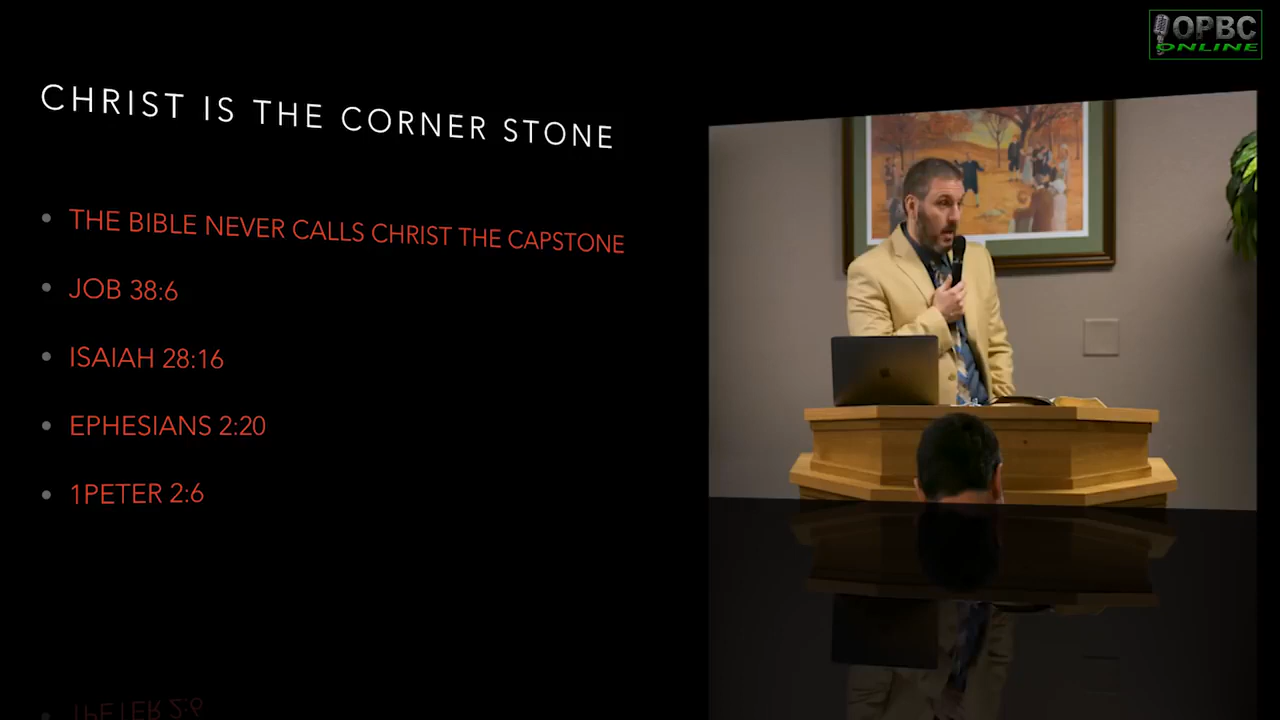 OPBC
ONLINE
CHRIST IS THE CORNER STONE
• THE BIBLE NEVER CALLS CHRIST THE CAPSTONE
• JOB 38:6
• ISAIAH 28:16
• EPHESIANS 2:20
• 1PETER 2:6